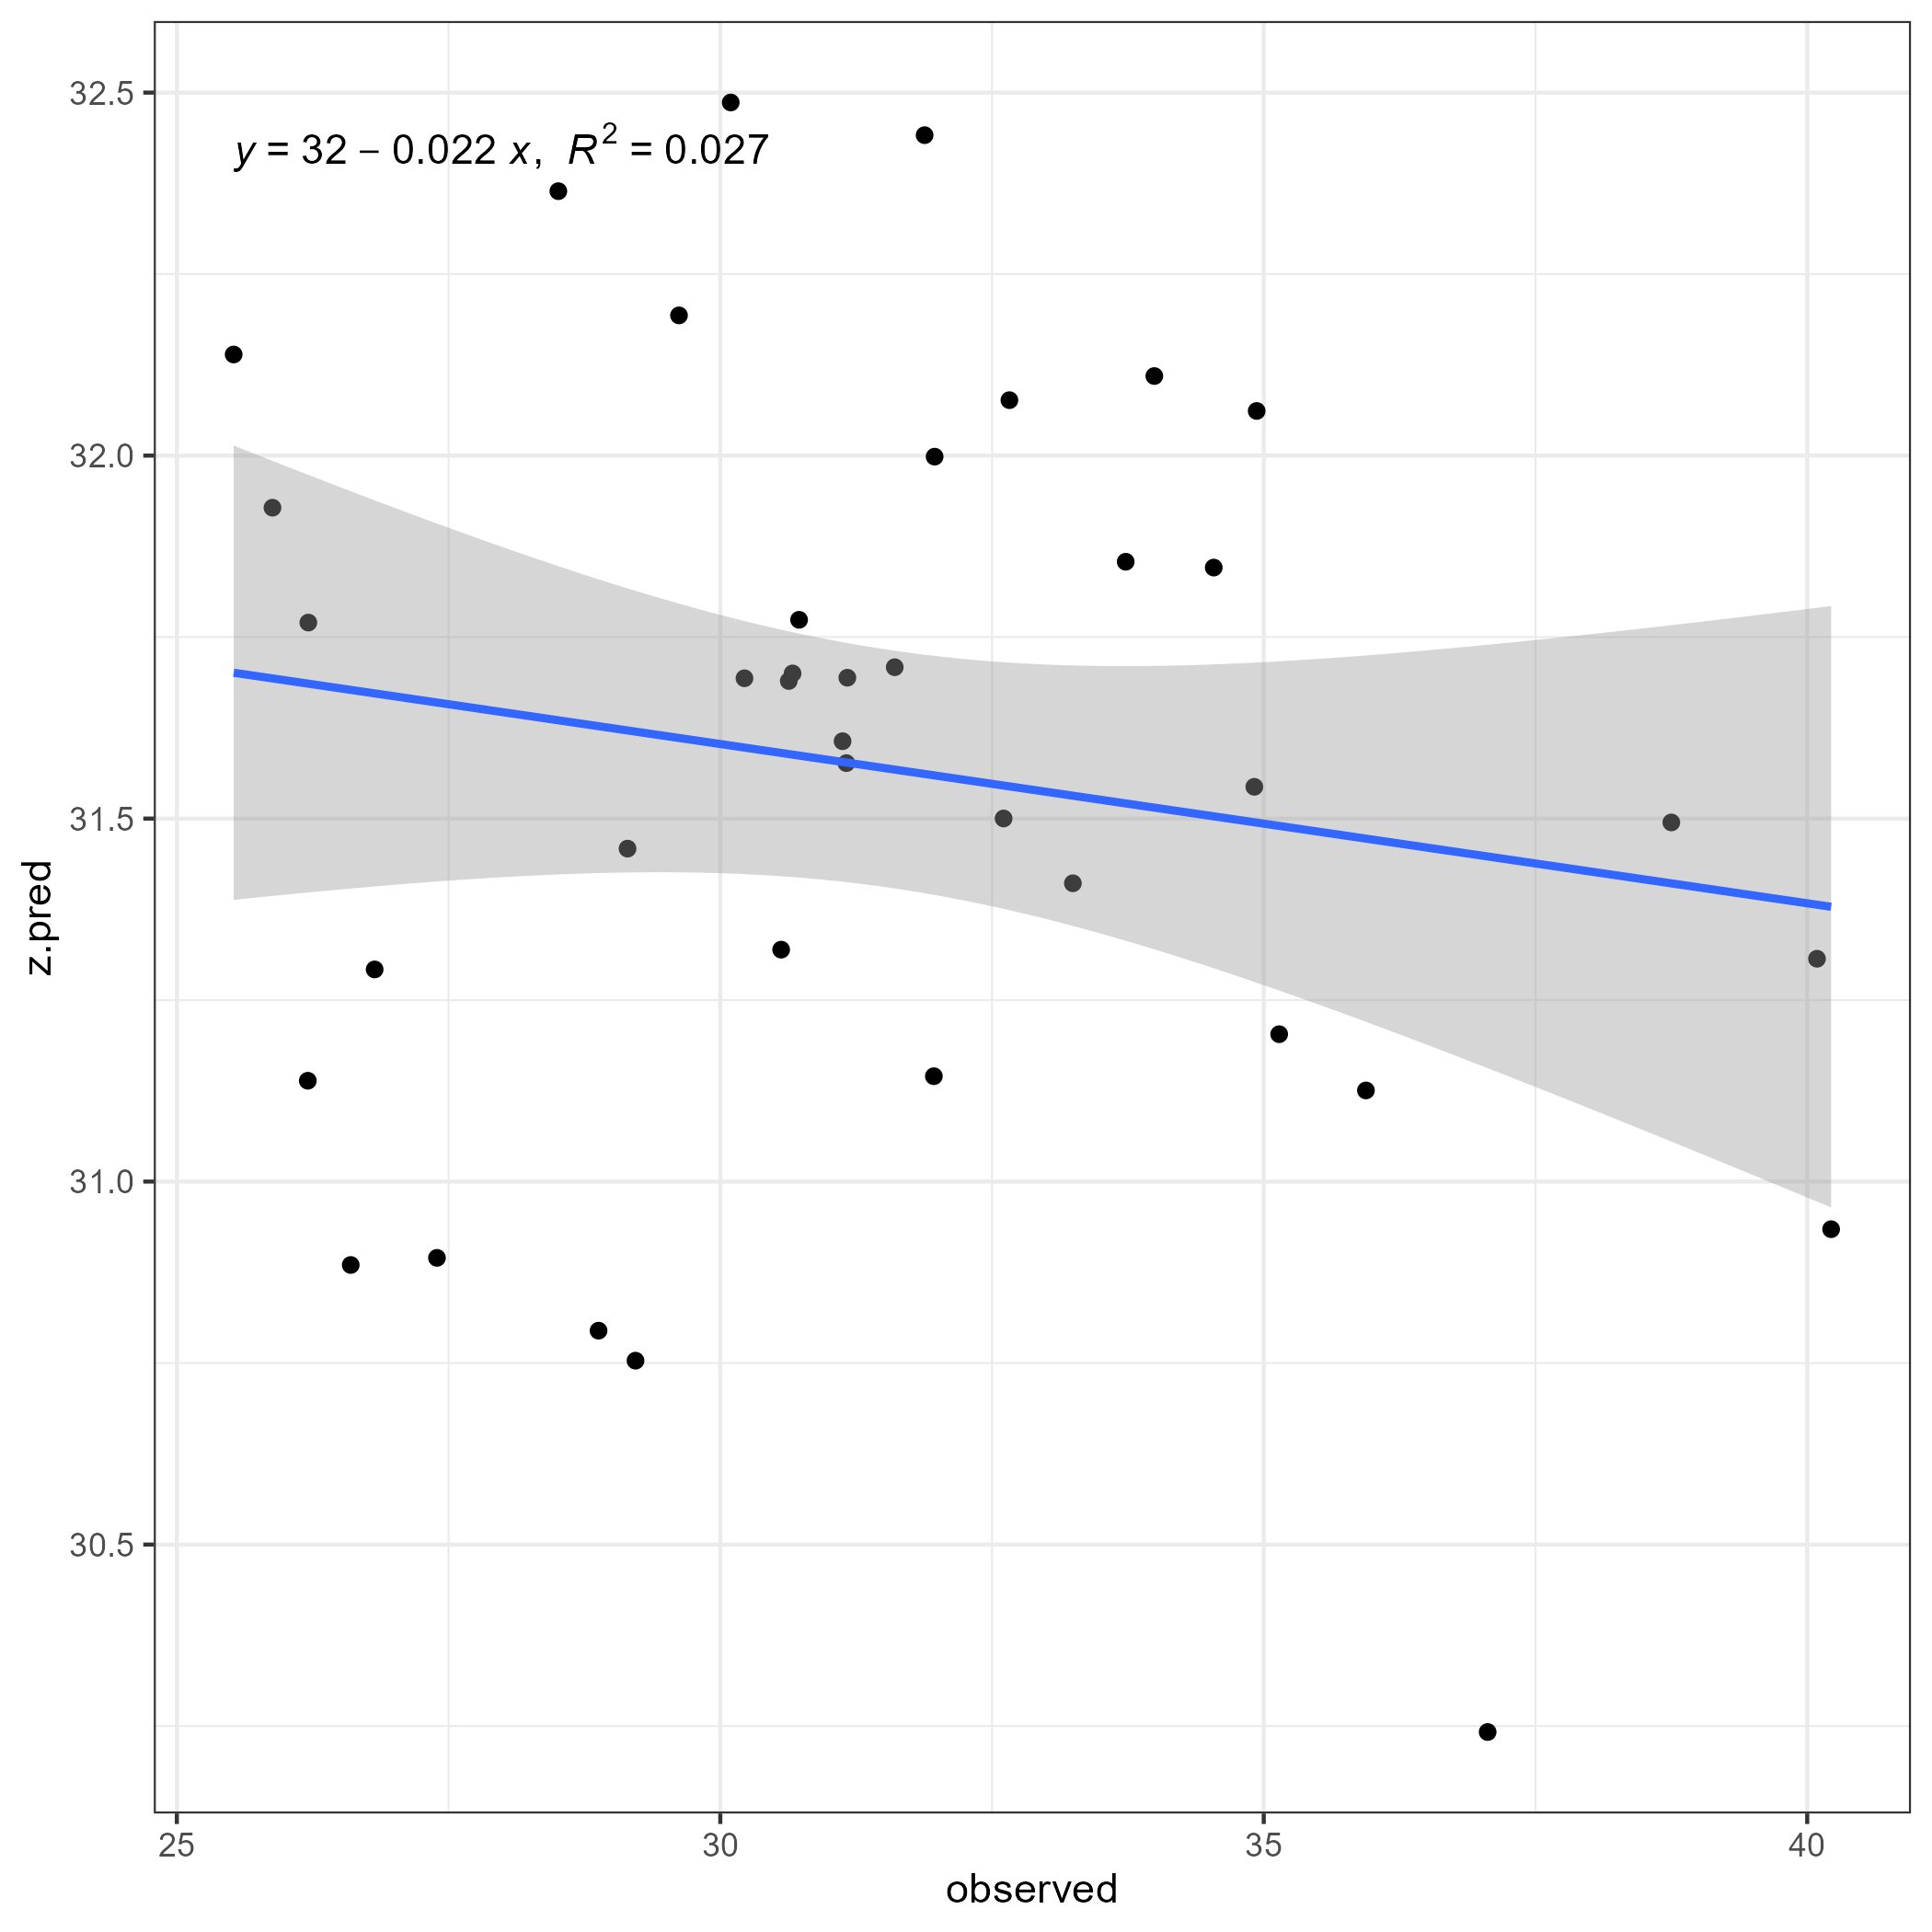 y = 32 – 0.022 x, R² = 0.027
32.5
32.0
31.5
31.0
30.5
z.pred
25 30 35 40
observed